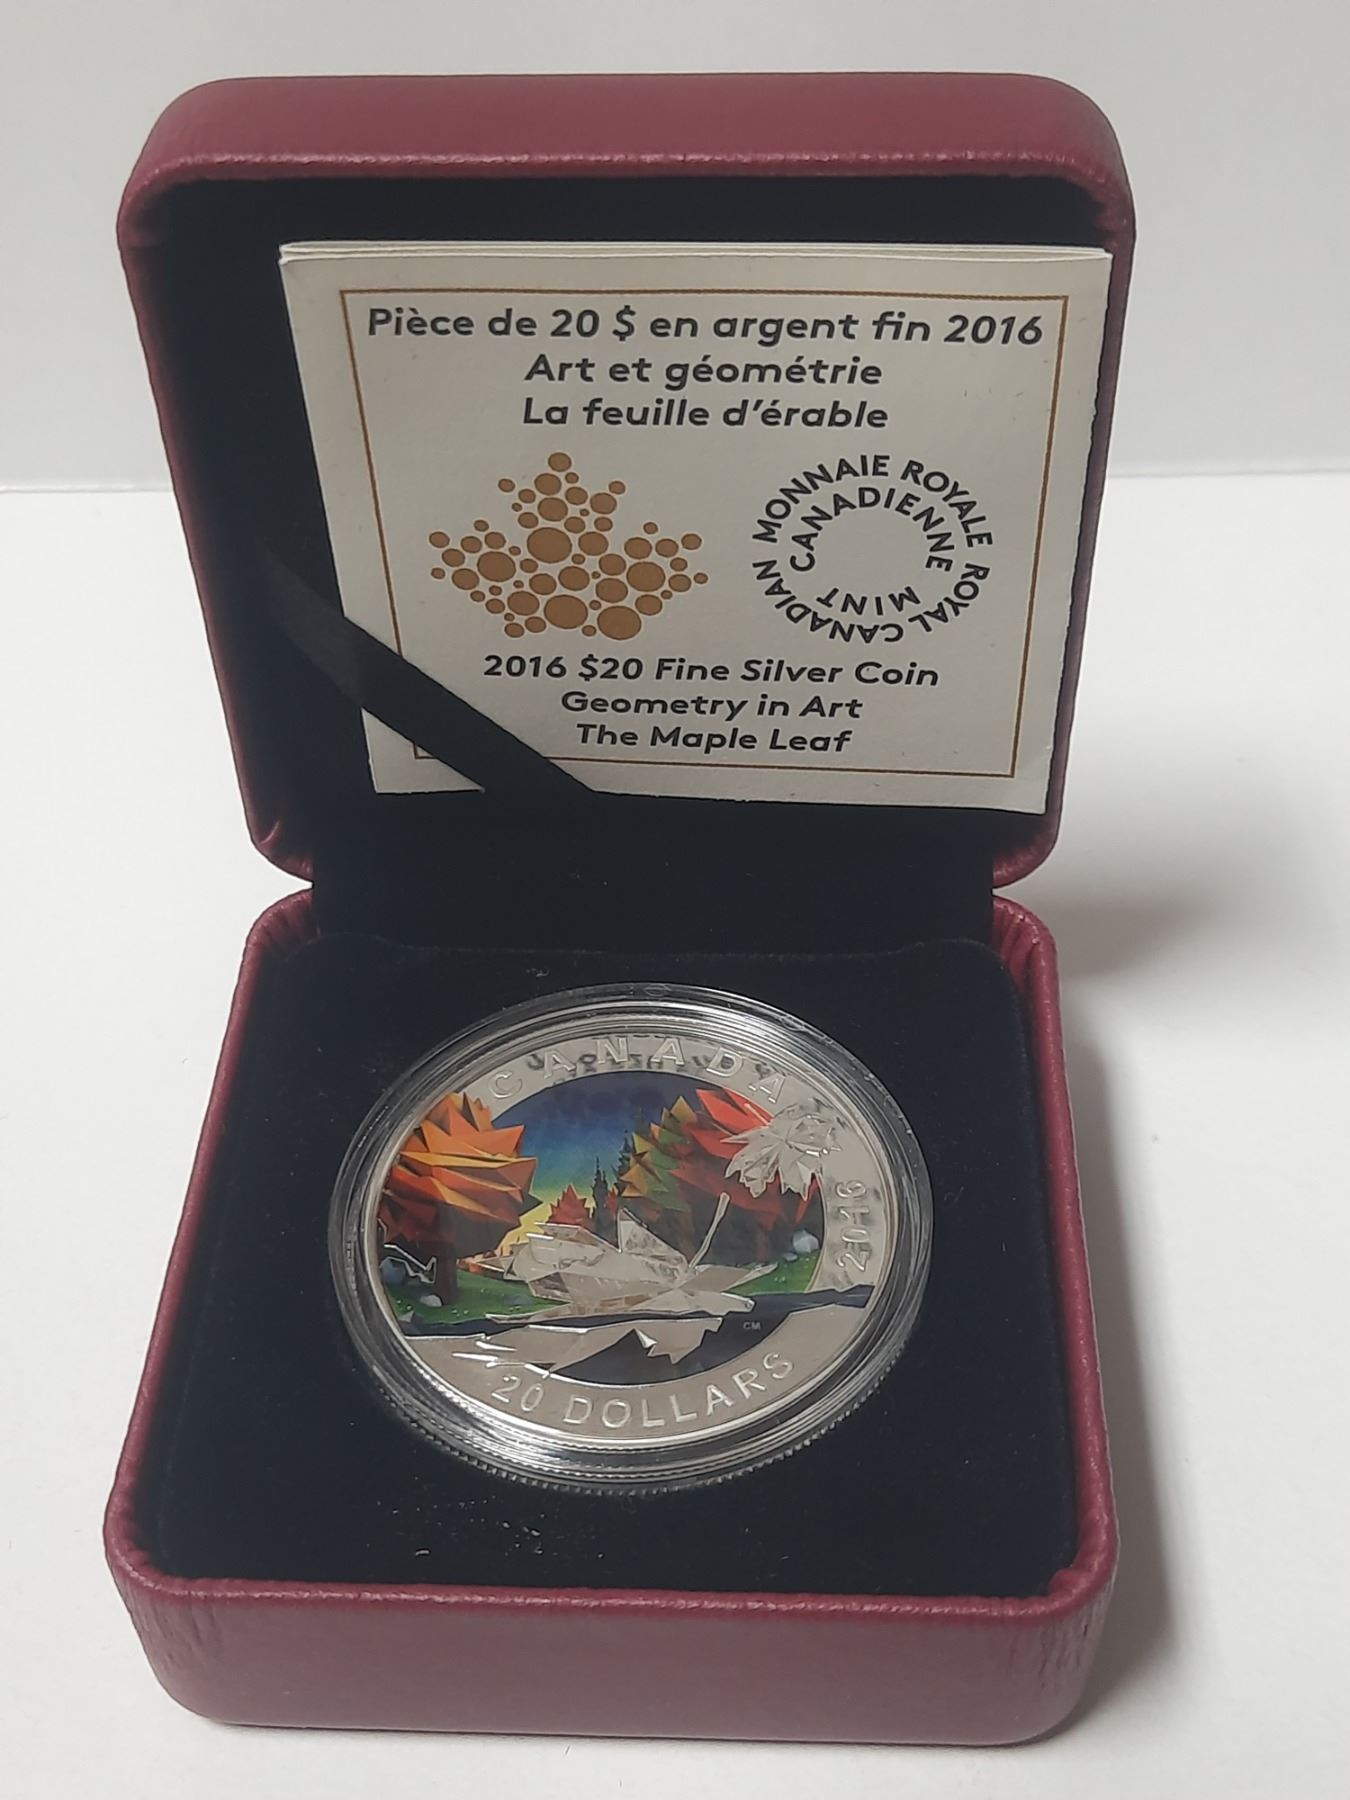 Pièce de 20 $ en argent fin 2016
Art et géométrie
La feuille d'érable
MONNAIE ROYALE CANADIENNE
ROYAL CANADIAN MINT
2016 $20 Fine Silver Coin
Geometry in Art
The Maple Leaf
CANADA
2016
CM
20 DOLLARS